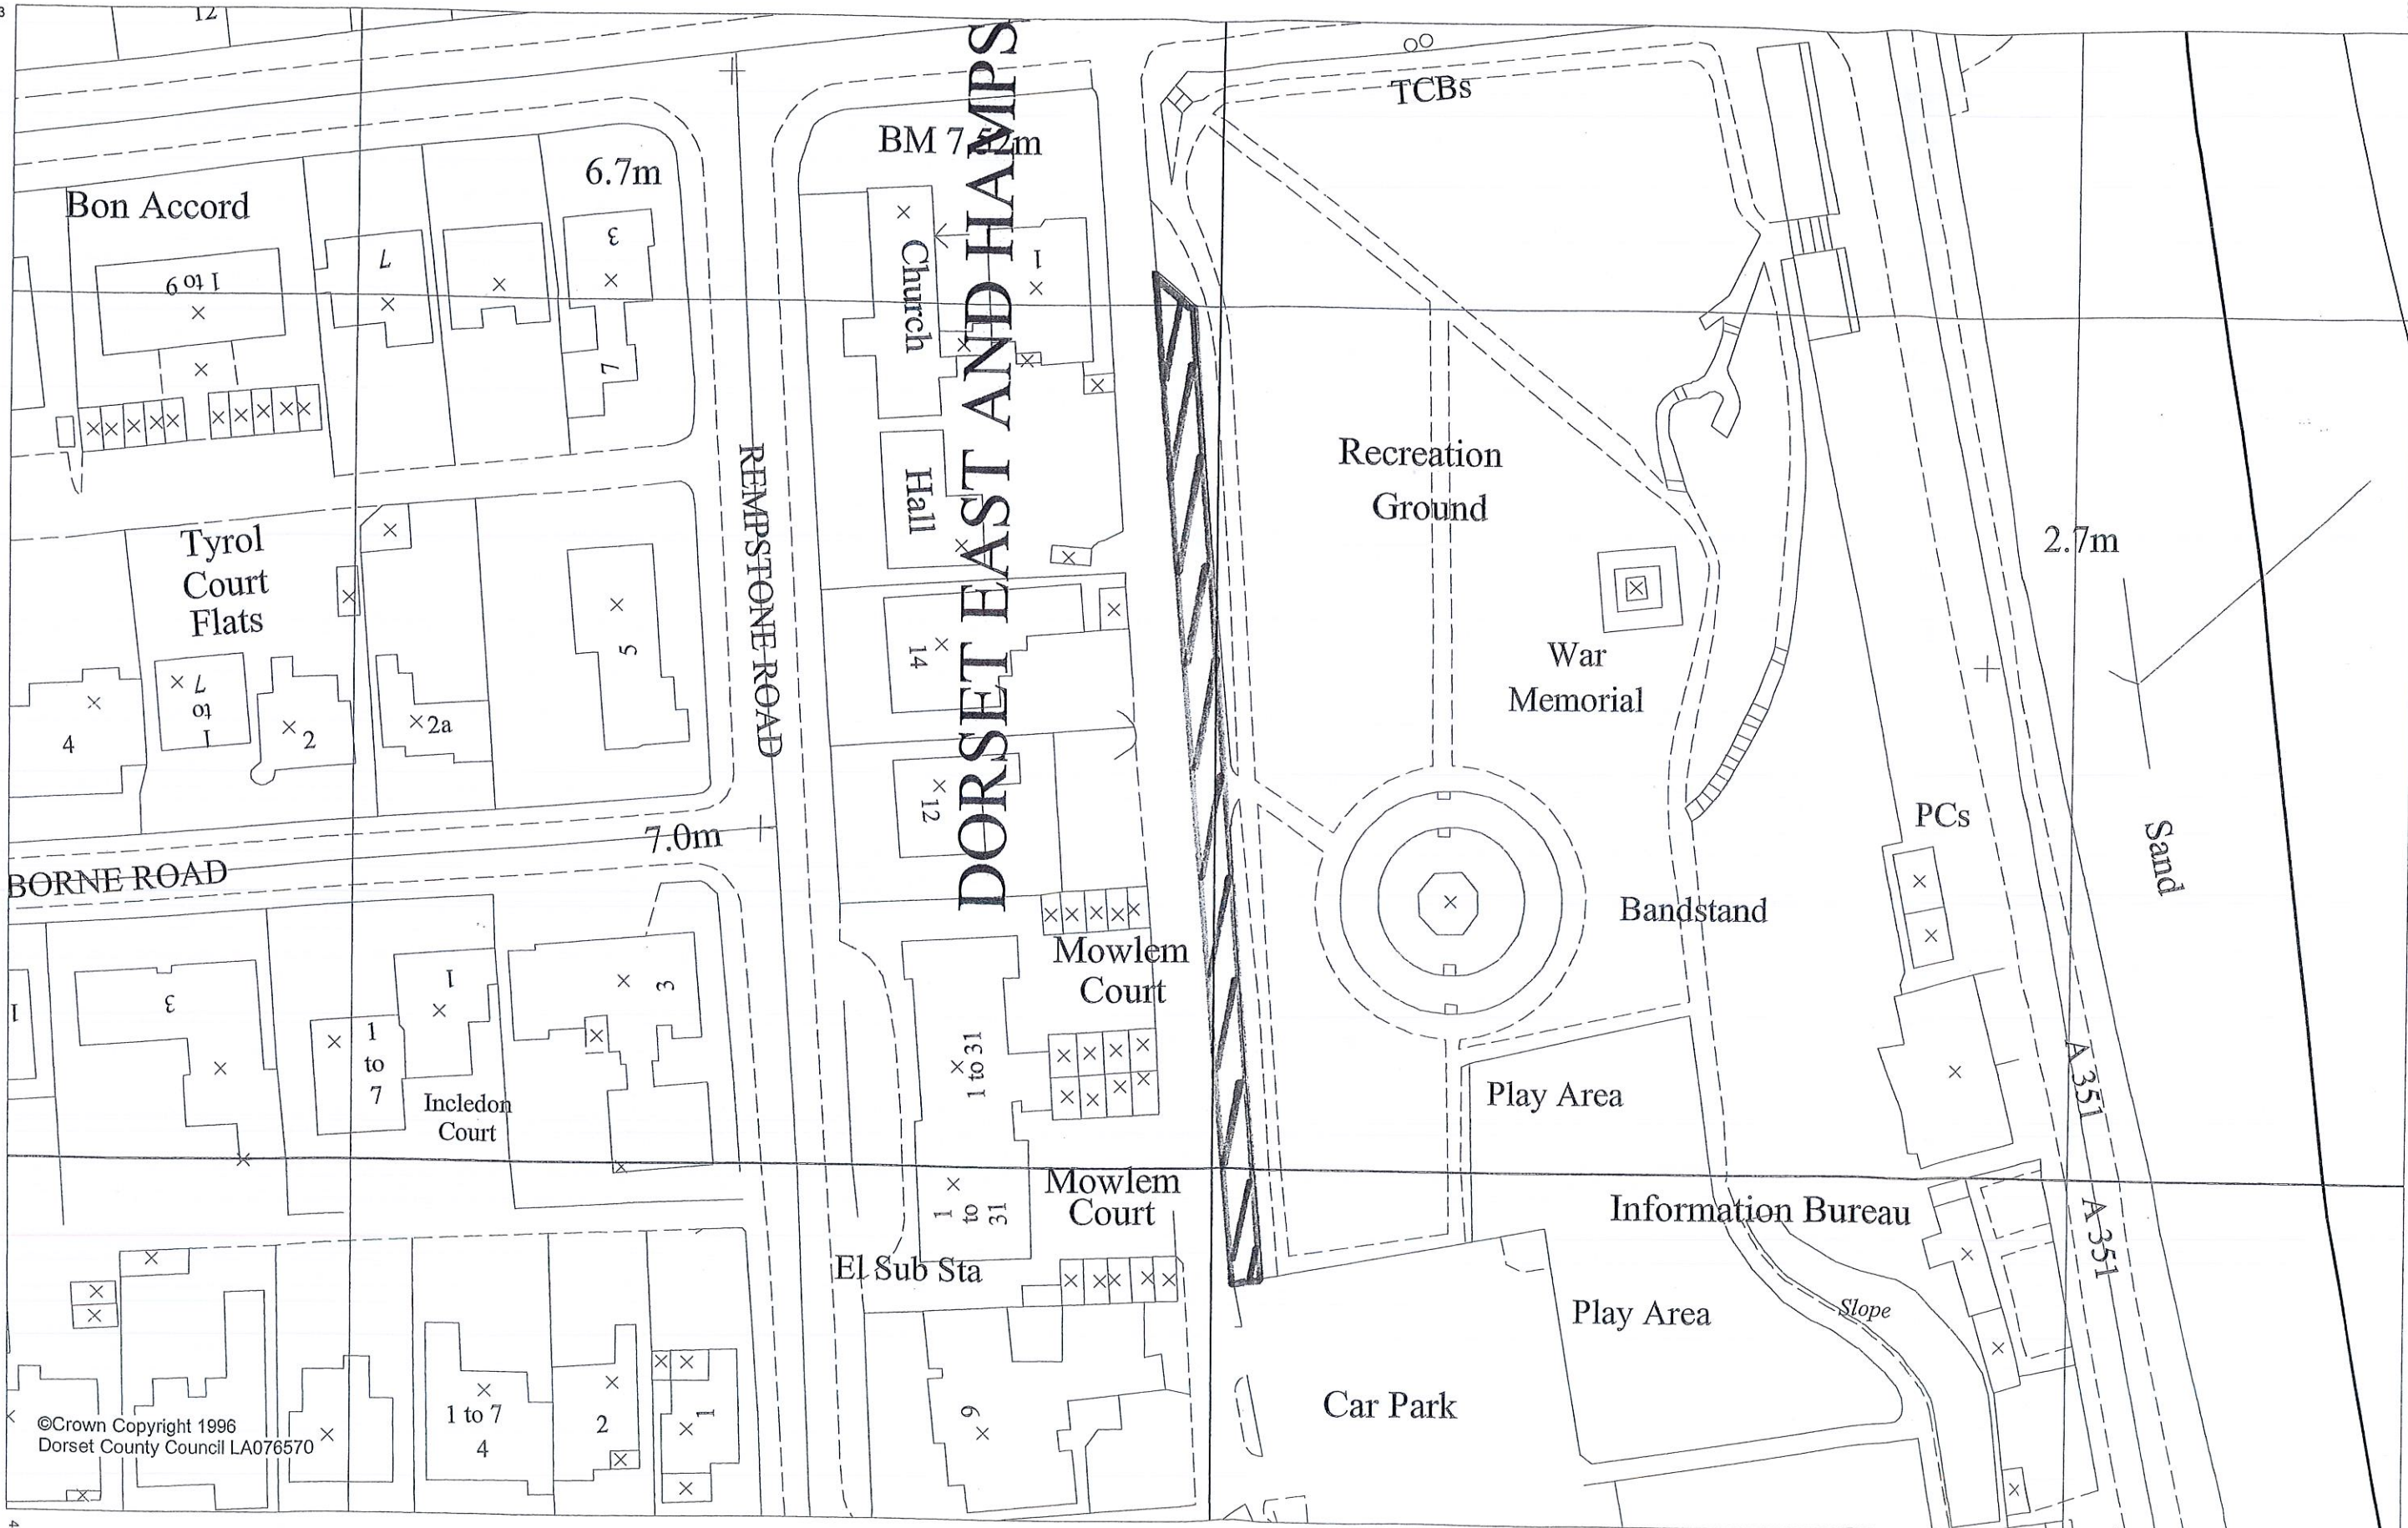 3
12
TCBs
BM 7.52m
6.7m
Bon Accord
1 to 9
7
3
7
1
Church
DORSET EAST AND HAMPS
Recreation
Ground
REMPSTONE ROAD
Hall
Tyrol
Court
Flats
2.7m
4
1 to 7
2
2a
5
14
War
Memorial
12
7.0m
PCs
Sand
BORNE ROAD
Bandstand
Mowlem
Court
1
3
1
3
1
to
7
Incledon
Court
1 to 31
Play Area
A 351
Mowlem
Court
1
to
31
Information Bureau
A 351
El Sub Sta
Play Area
Slope
Car Park
1 to 7
4
2
1
9
©Crown Copyright 1996
Dorset County Council LA076570
4